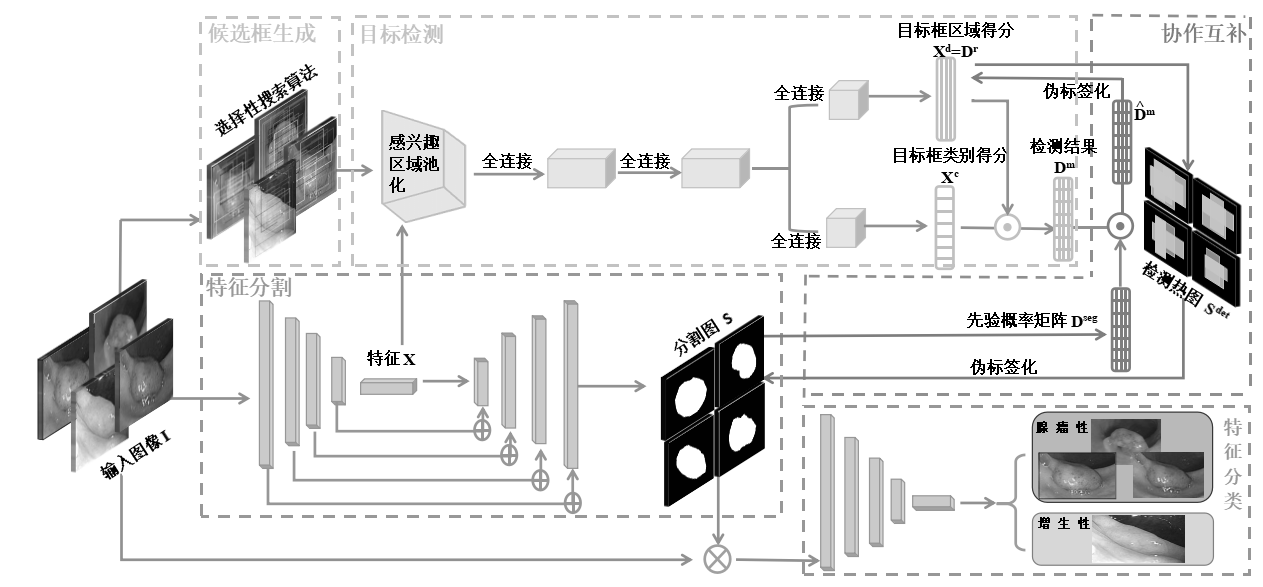 候选框生成
目标检测
协作互补
选择性搜索算法
感兴趣
区域池
化
全连接
全连接
全连接
全连接
目标框区域得分
X^d=D^r
目标框类别得分
X^c
检测结果
D^m
伪标签化
D̂^m
检测热图 S^det
特征分割
特征 X
分割图 S
先验概率矩阵 D^seg
伪标签化
输入图像 I
特征分类
腺瘤性
增生性